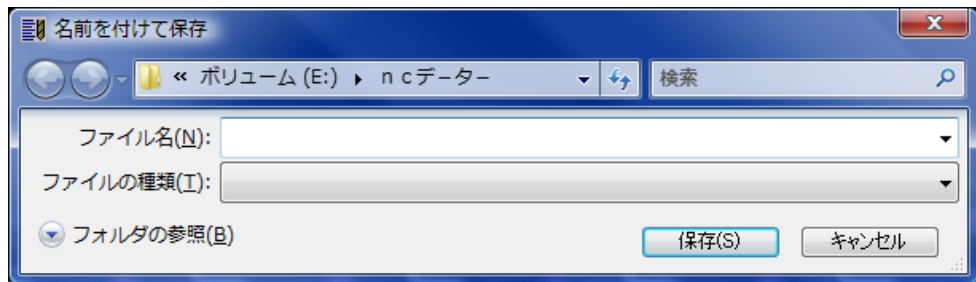 名前を付けて保存
« ボリューム (E:) ▸ ｎｃデｰタｰ 検索
ファイル名(N):
ファイルの種類(T):
フォルダの参照(B)
保存(S) キャンセル